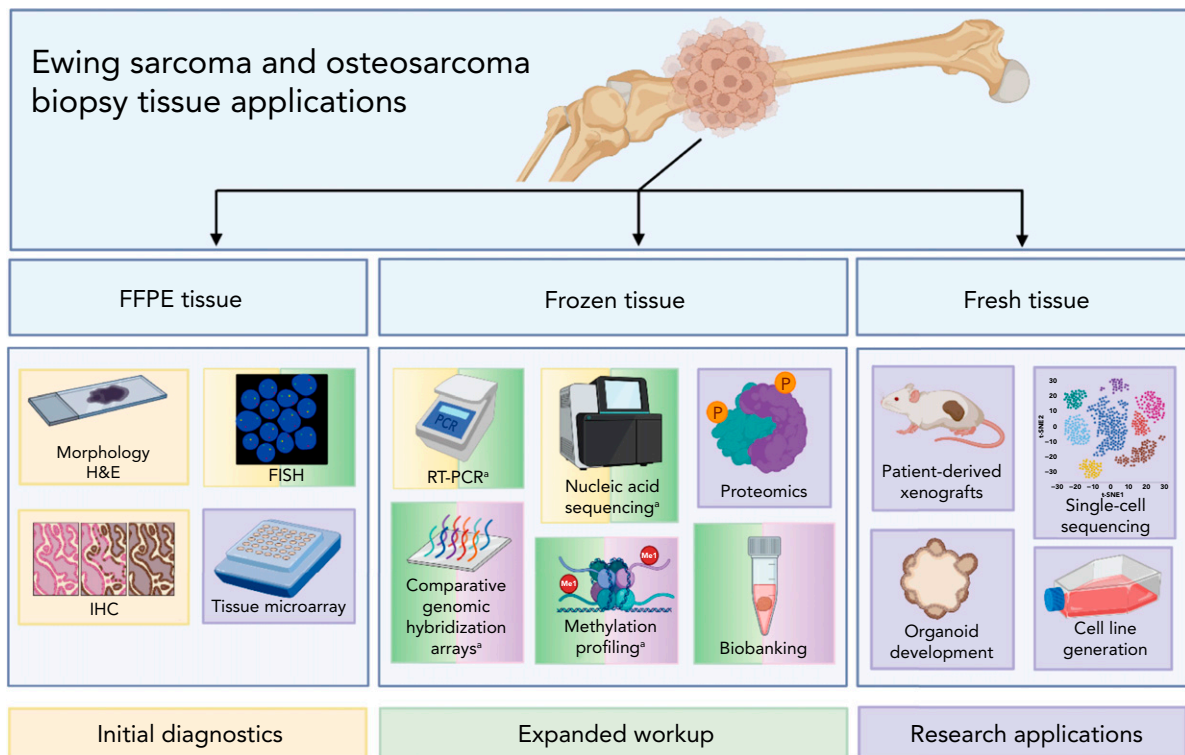 Ewing sarcoma and osteosarcoma
biopsy tissue applications
FFPE tissue
Frozen tissue
Fresh tissue
Morphology
H&E
FISH
IHC
Tissue microarray
PCR
RT-PCRᵃ
Nucleic acid
sequencingᵃ
P
P
Proteomics
Comparative
genomic
hybridization
arraysᵃ
Me1
Me1
Methylation
profilingᵃ
Biobanking
Patient-derived
xenografts
t-SNE2
30
20
10
0
−10
−20
−30
−30 −20 −10 0 10 20 30
t-SNE1
Single-cell
sequencing
Organoid
development
Cell line
generation
Initial diagnostics
Expanded workup
Research applications